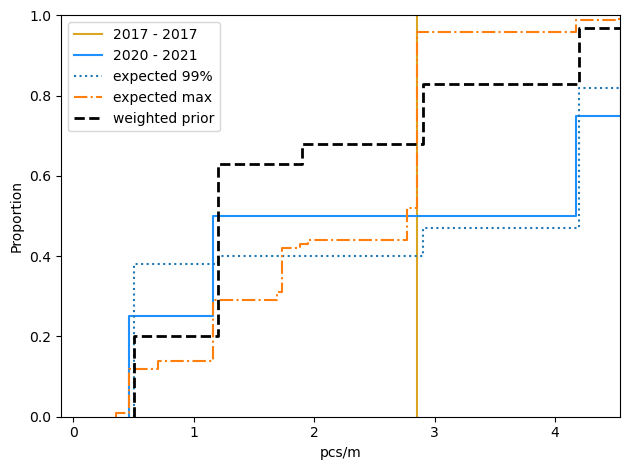 1.0
0.8
0.6
0.4
0.2
0.0
Proportion
2017 - 2017
2020 - 2021
expected 99%
expected max
weighted prior
0
1
2
3
4
pcs/m